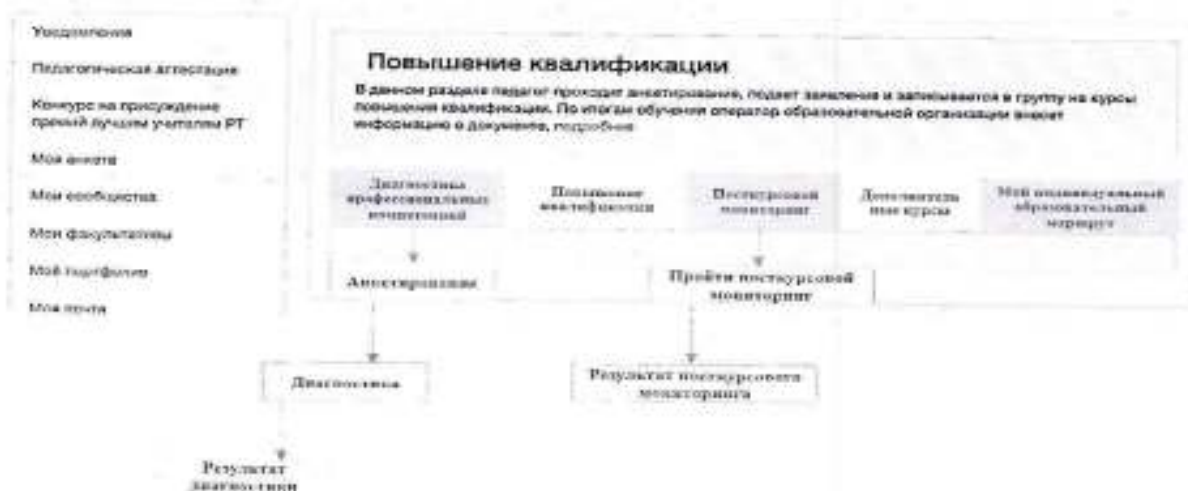 Уведомления
Педагогическая аттестация
Конкурс на присуждение
премий лучшим учителям РТ
Моя анкета
Мои сообщества
Мои факультативы
Мой портфолио
Моя почта
Повышение квалификации
В данном разделе педагог проходит анкетирование, подает заявление и записывается в группу на курсы
повышения квалификации. По итогам обучения оператор образовательной организации вносит
информацию о документе, подробнее
Диагностика
профессиональных
компетенций
Повышение
квалификации
Посткурсовой
мониторинг
Дополнитель
ные курсы
Мой индивидуальный
образовательный
маршрут
Анкетирование
Пройти посткурсовой
мониторинг
Диагностика
Результат посткурсового
мониторинга
Результат
диагностики